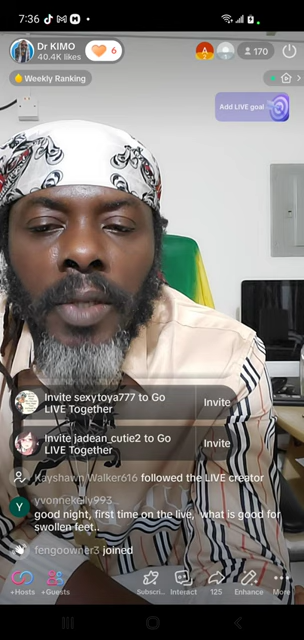 7:36
Dr KIMO
40.4K likes
6
A
2
170
Weekly Ranking
Add LIVE goal
Invite sexytoya777 to Go
LIVE Together
Invite
Invite jadean_cutie2 to Go
LIVE Together
Invite
Kayshawn Walker616 followed the LIVE creator
Y
yvonnekelly993
good night, first time on the live, what is good for
swollen feet..
fengoowner3 joined
+Hosts
+Guests
Subscri...
Interact
125
Enhance
More